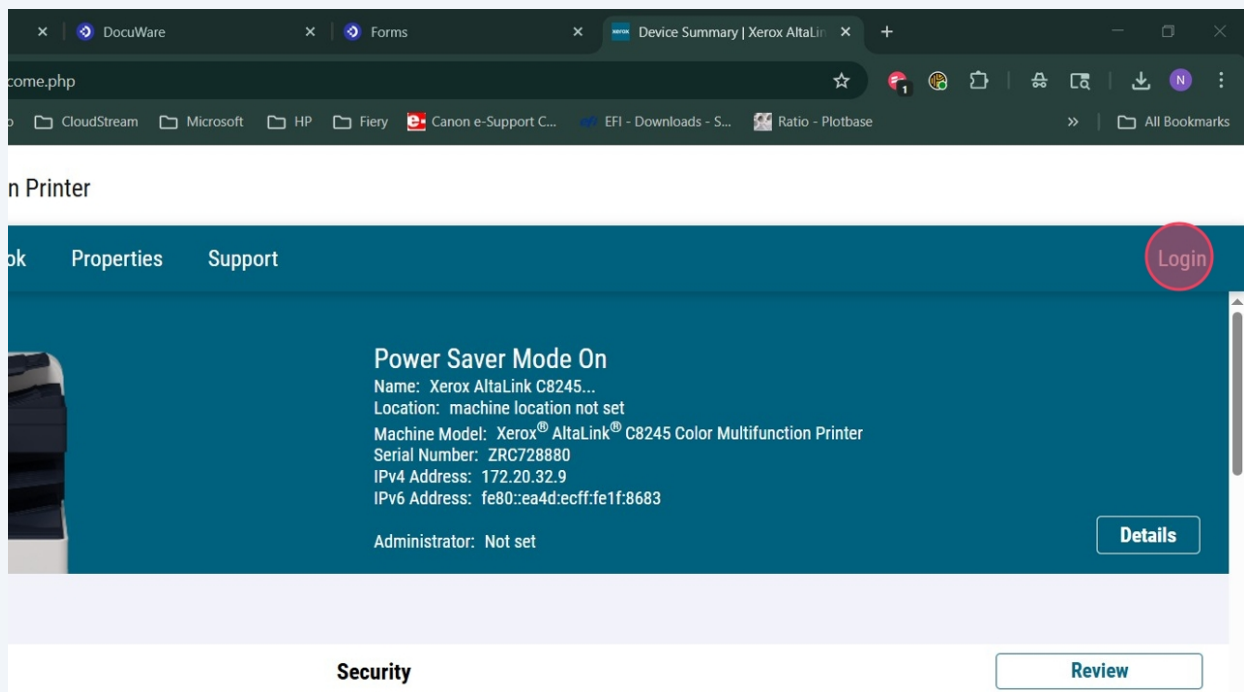 DocuWare
Forms
xerox
Device Summary | Xerox AltaLin
come.php
1
N
CloudStream
Microsoft
HP
Fiery
Canon e-Support C...
EFI - Downloads - S...
Ratio - Plotbase
All Bookmarks
n Printer
ok
Properties
Support
Login
Power Saver Mode On
Name: Xerox AltaLink C8245...
Location: machine location not set
Machine Model: Xerox® AltaLink® C8245 Color Multifunction Printer
Serial Number: ZRC728880
IPv4 Address: 172.20.32.9
IPv6 Address: fe80::ea4d:ecff:fe1f:8683
Administrator: Not set
Details
Security
Review